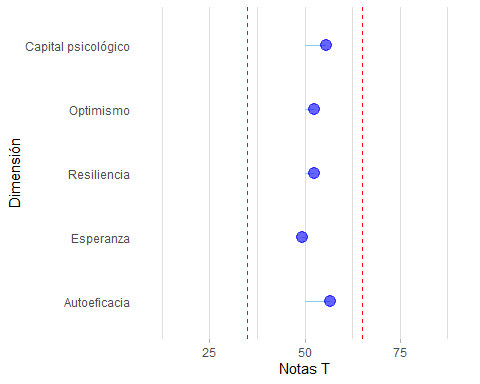 Capital psicológico
Optimismo
Resiliencia
Esperanza
Autoeficacia
Dimensión
25 50 75
Notas T